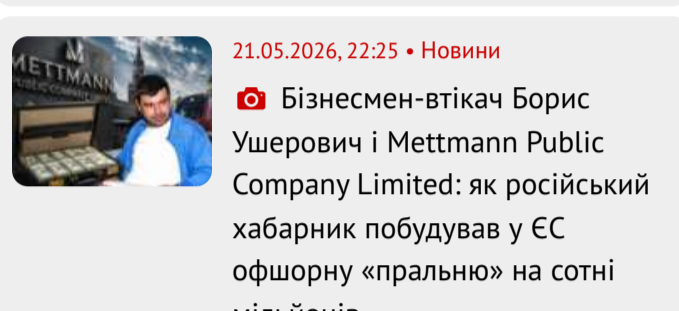 METTMANN
PUBLIC COMPANY
21.05.2026, 22:25 • Новини
Бізнесмен-втікач Борис
Ушерович і Mettmann Public
Company Limited: як російський
хабарник побудував у ЄС
офшорну «пральню» на сотні
мільйонів